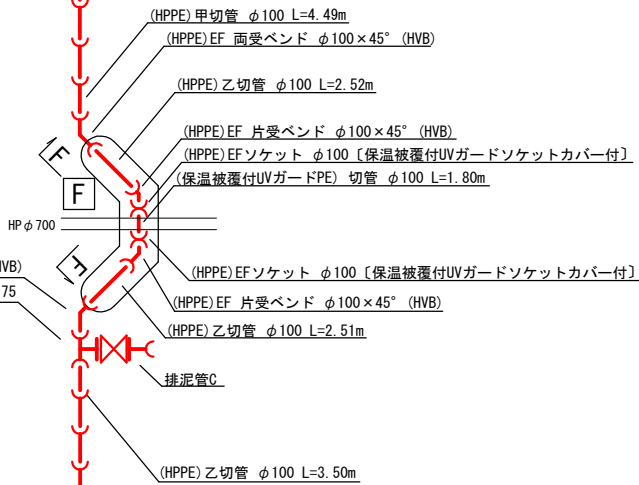 (HPPE)甲切管 φ100 L=4.49m
(HPPE)EF 両受ベンド φ100×45°(HVB)
(HPPE)乙切管 φ100 L=2.52m
(HPPE)EF 片受ベンド φ100×45°(HVB)
(HPPE)EFソケット φ100〔保温被覆付UVガードソケットカバー付〕
(保温被覆付UVガードPE) 切管 φ100 L=1.80m
F
F
HPφ700
F
VB)
75
(HPPE)EFソケット φ100〔保温被覆付UVガードソケットカバー付〕
(HPPE)EF 片受ベンド φ100×45°(HVB)
(HPPE)乙切管 φ100 L=2.51m
排泥管C
(HPPE)乙切管 φ100 L=3.50m